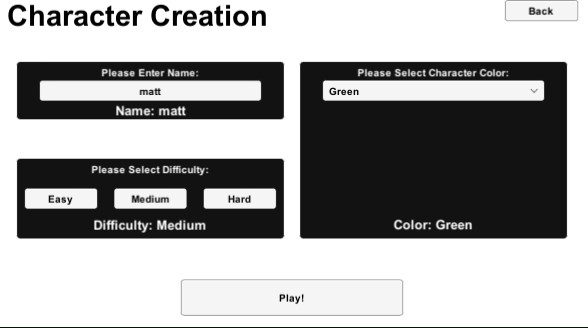 Character Creation
Back
Please Enter Name:
matt
Name: matt
Please Select Character Color:
Green
Color: Green
Please Select Difficulty:
Easy Medium Hard
Difficulty: Medium
Play!